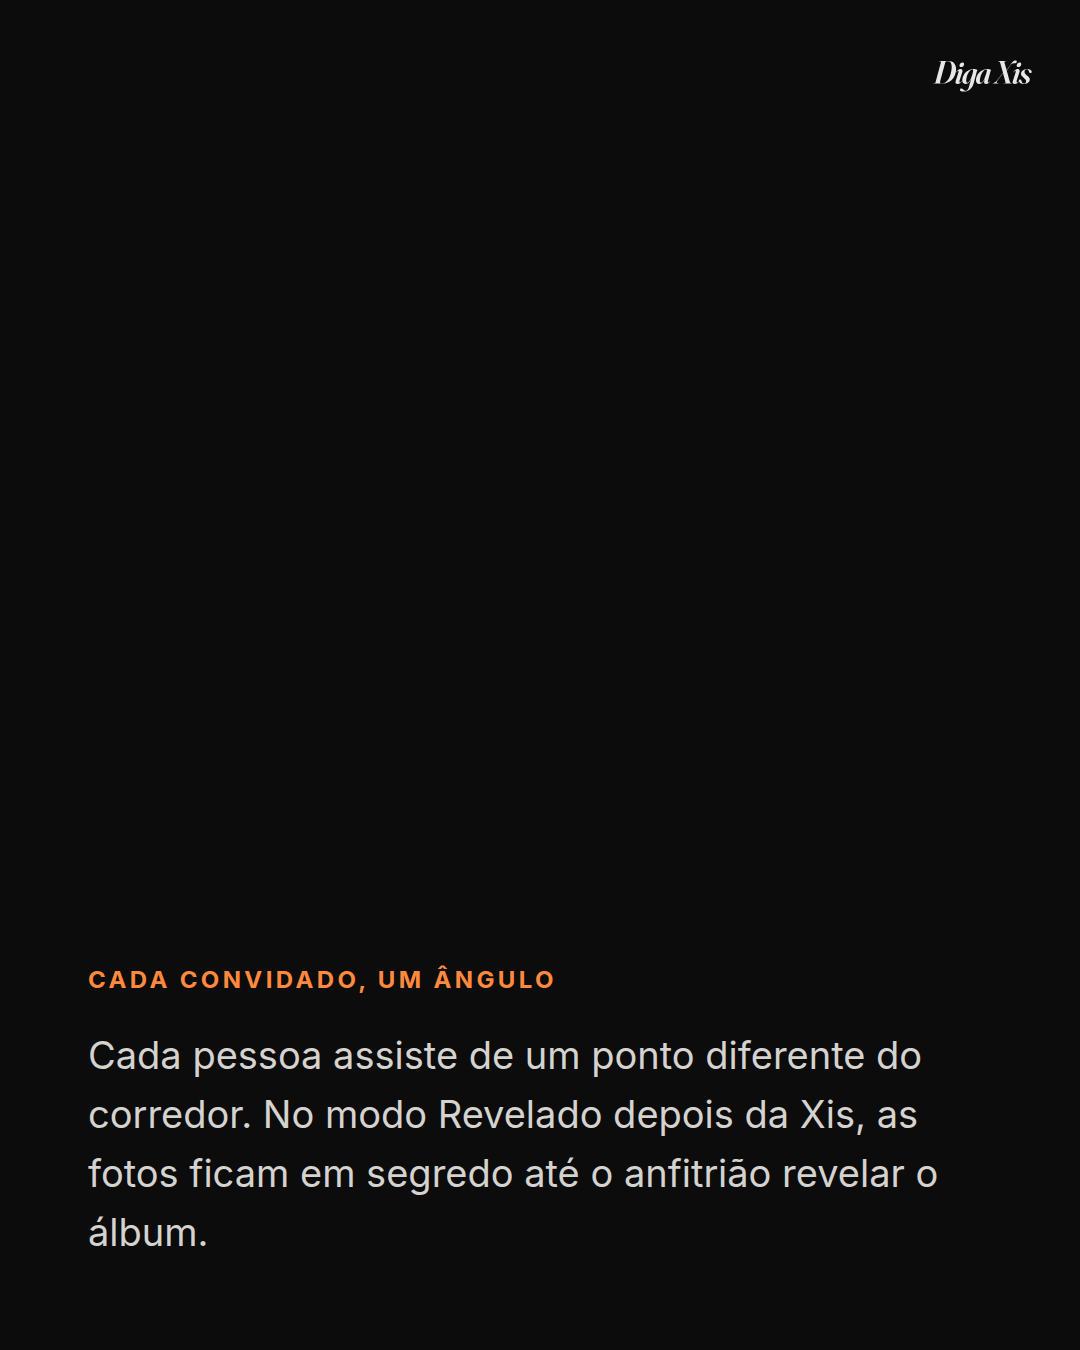 Diga Xis
CADA CONVIDADO, UM ÂNGULO
Cada pessoa assiste de um ponto diferente do
corredor. No modo Revelado depois da Xis, as
fotos ficam em segredo até o anfitrião revelar o
álbum.